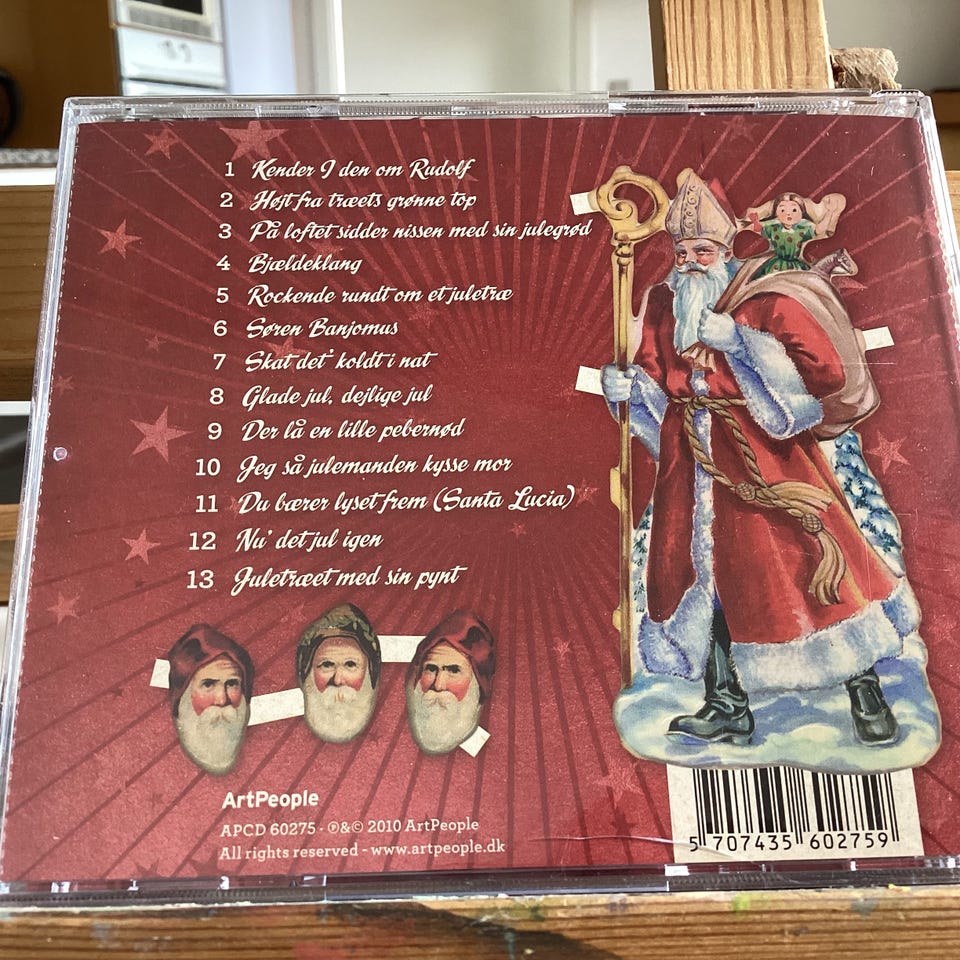 1 Kender I den om Rudolf
2 Højt fra træets grønne top
3 På loftet sidder nissen med sin julegrød
4 Bjældeklang
5 Rockende rundt om et juletræ
6 Søren Banjomus
7 Skat det' koldt i nat
8 Glade jul, dejlige jul
9 Der lå en lille pebernød
10 Jeg så julemanden kysse mor
11 Du bærer lyset frem (Santa Lucia)
12 Nu' det jul igen
13 Juletræet med sin pynt
ArtPeople
APCD 60275 - ℗&© 2010 ArtPeople
All rights reserved - www.artpeople.dk
5 707435 602759